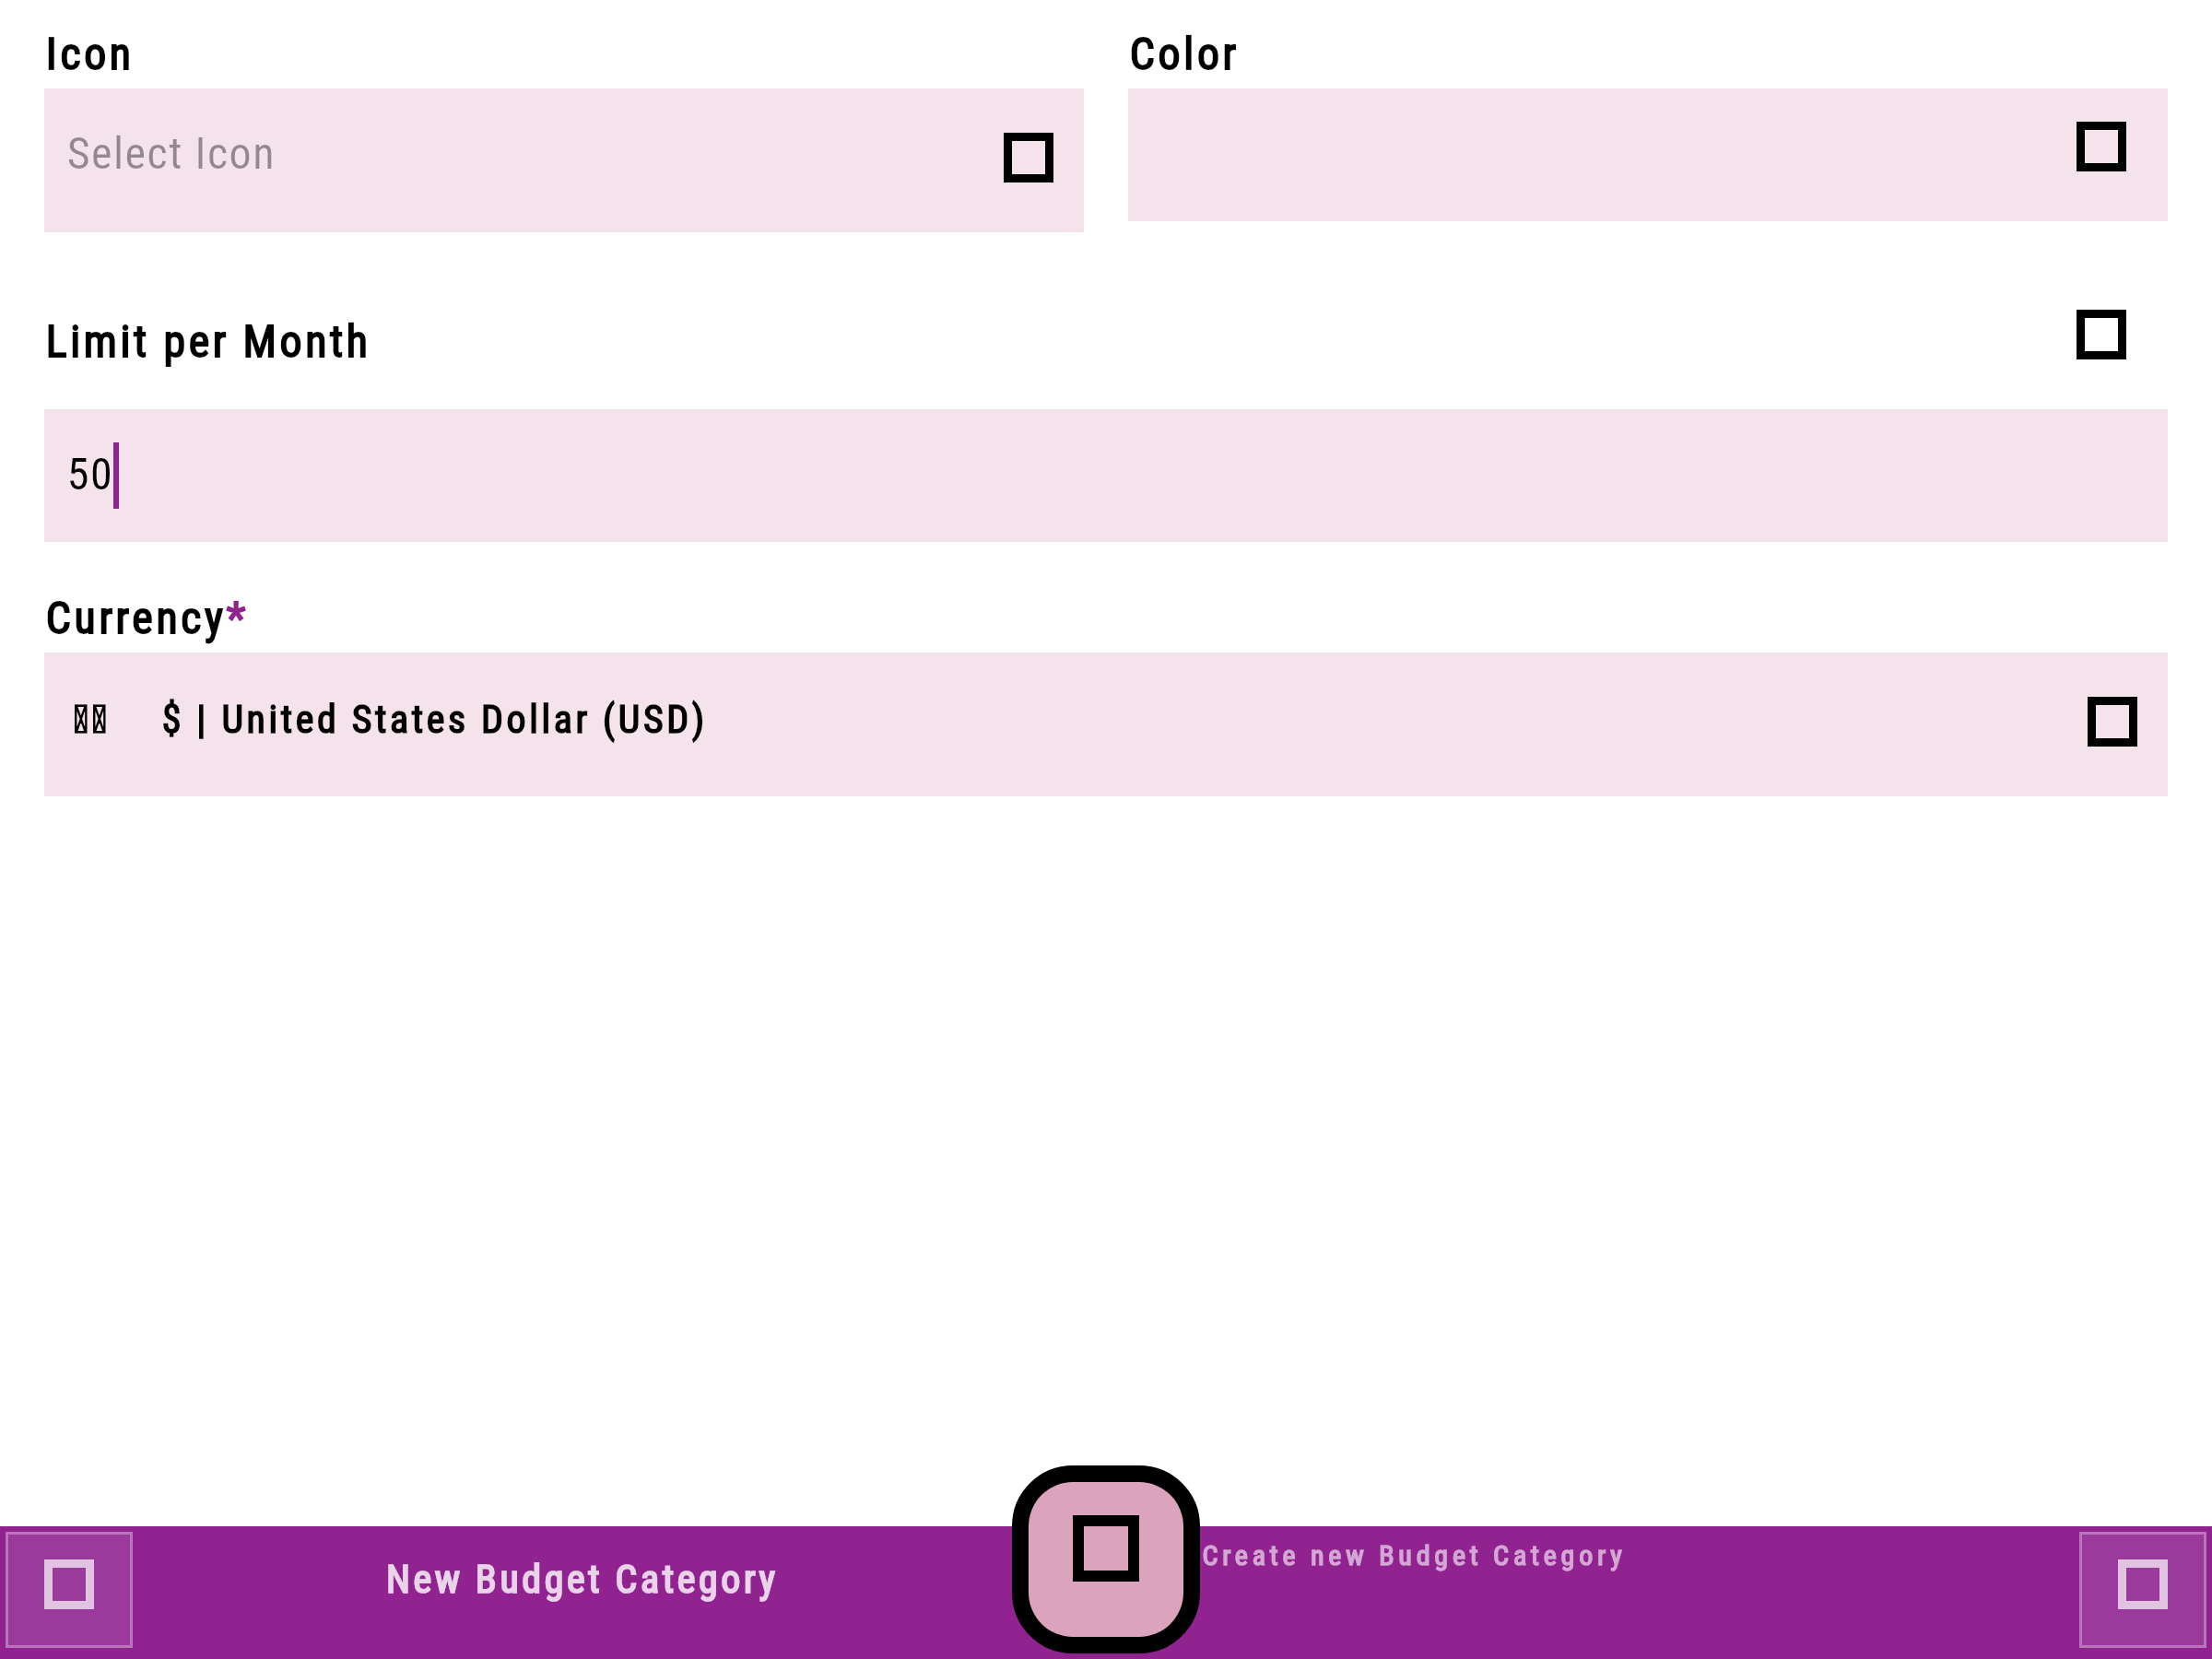 Icon
Color
Select Icon
Limit per Month
50
Currency*
$ | United States Dollar (USD)
New Budget Category
Create new Budget Category